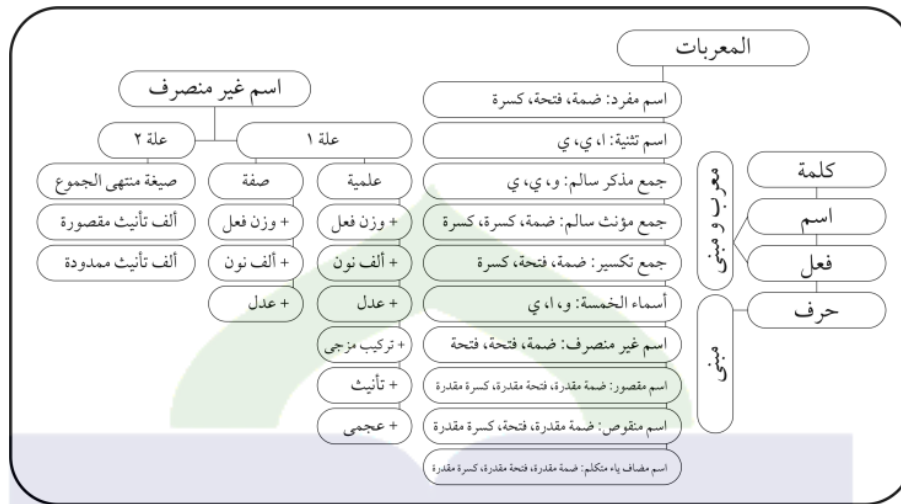 كلمة
اسم
فعل
حرف
معرب و مبنى
مبنى
المعربات
اسم مفرد: ضمة، فتحة، كسرة
اسم تثنية: ا، ي، ي
جمع مذكر سالم: و، ي، ي
جمع مؤنث سالم: ضمة، كسرة، كسرة
جمع تكسير: ضمة، فتحة، كسرة
أسماء الخمسة: و، ا، ي
اسم غير منصرف: ضمة، فتحة، فتحة
اسم مقصور: ضمة مقدرة، فتحة مقدرة، كسرة مقدرة
اسم منقوص: ضمة مقدرة، فتحة، كسرة مقدرة
اسم مضاف ياء متكلم: ضمة مقدرة، فتحة مقدرة، كسرة مقدرة
اسم غير منصرف
علة ١
علمية
+ وزن فعل
+ ألف نون
+ عدل
+ تركيب مزجى
+ تأنيث
+ عجمى
صفة
+ وزن فعل
+ ألف نون
+ عدل
علة ٢
صيغة منتهى الجموع
ألف تأنيث مقصورة
ألف تأنيث ممدودة